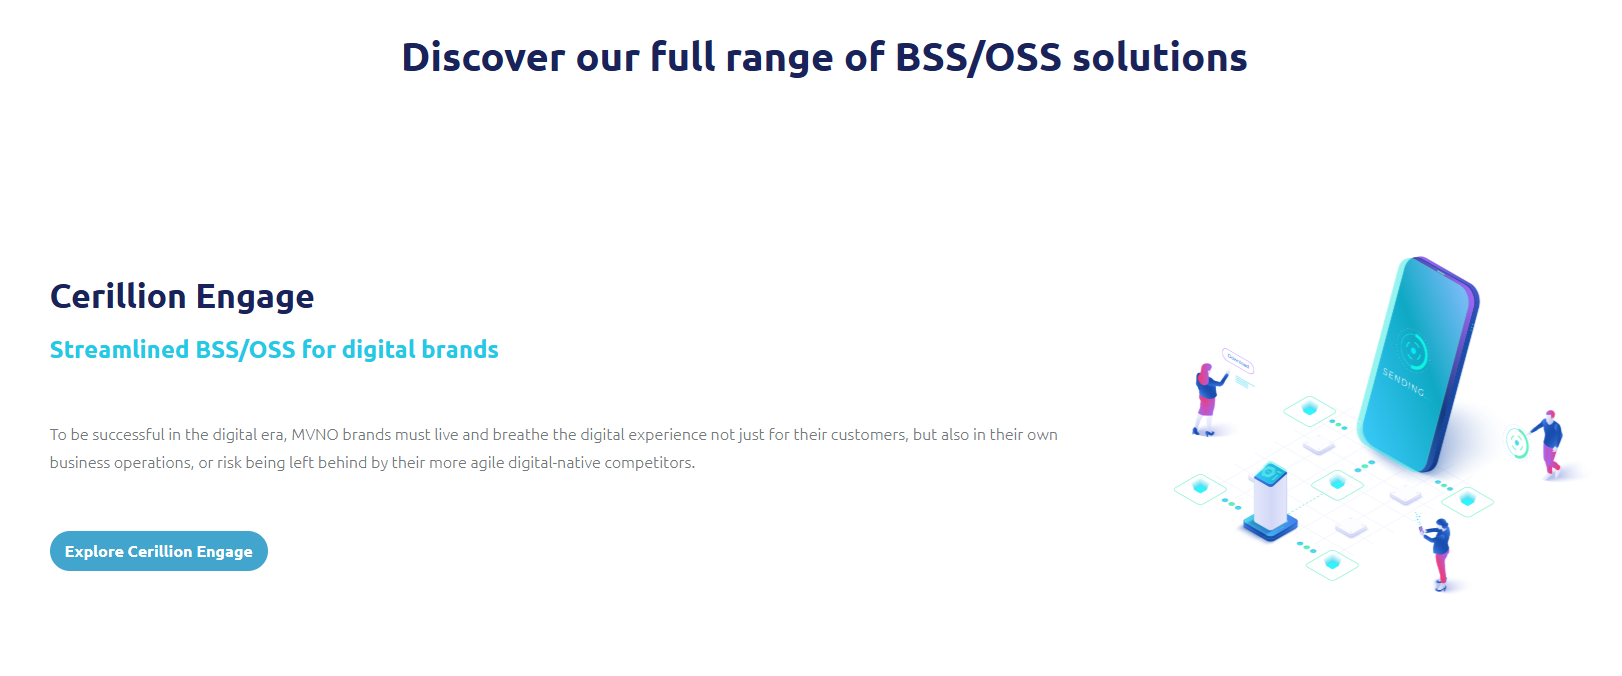 Discover our full range of BSS/OSS solutions
Cerillion Engage
Streamlined BSS/OSS for digital brands
To be successful in the digital era, MVNO brands must live and breathe the digital experience not just for their customers, but also in their own
business operations, or risk being left behind by their more agile digital-native competitors.
Explore Cerillion Engage
Download
SENDING